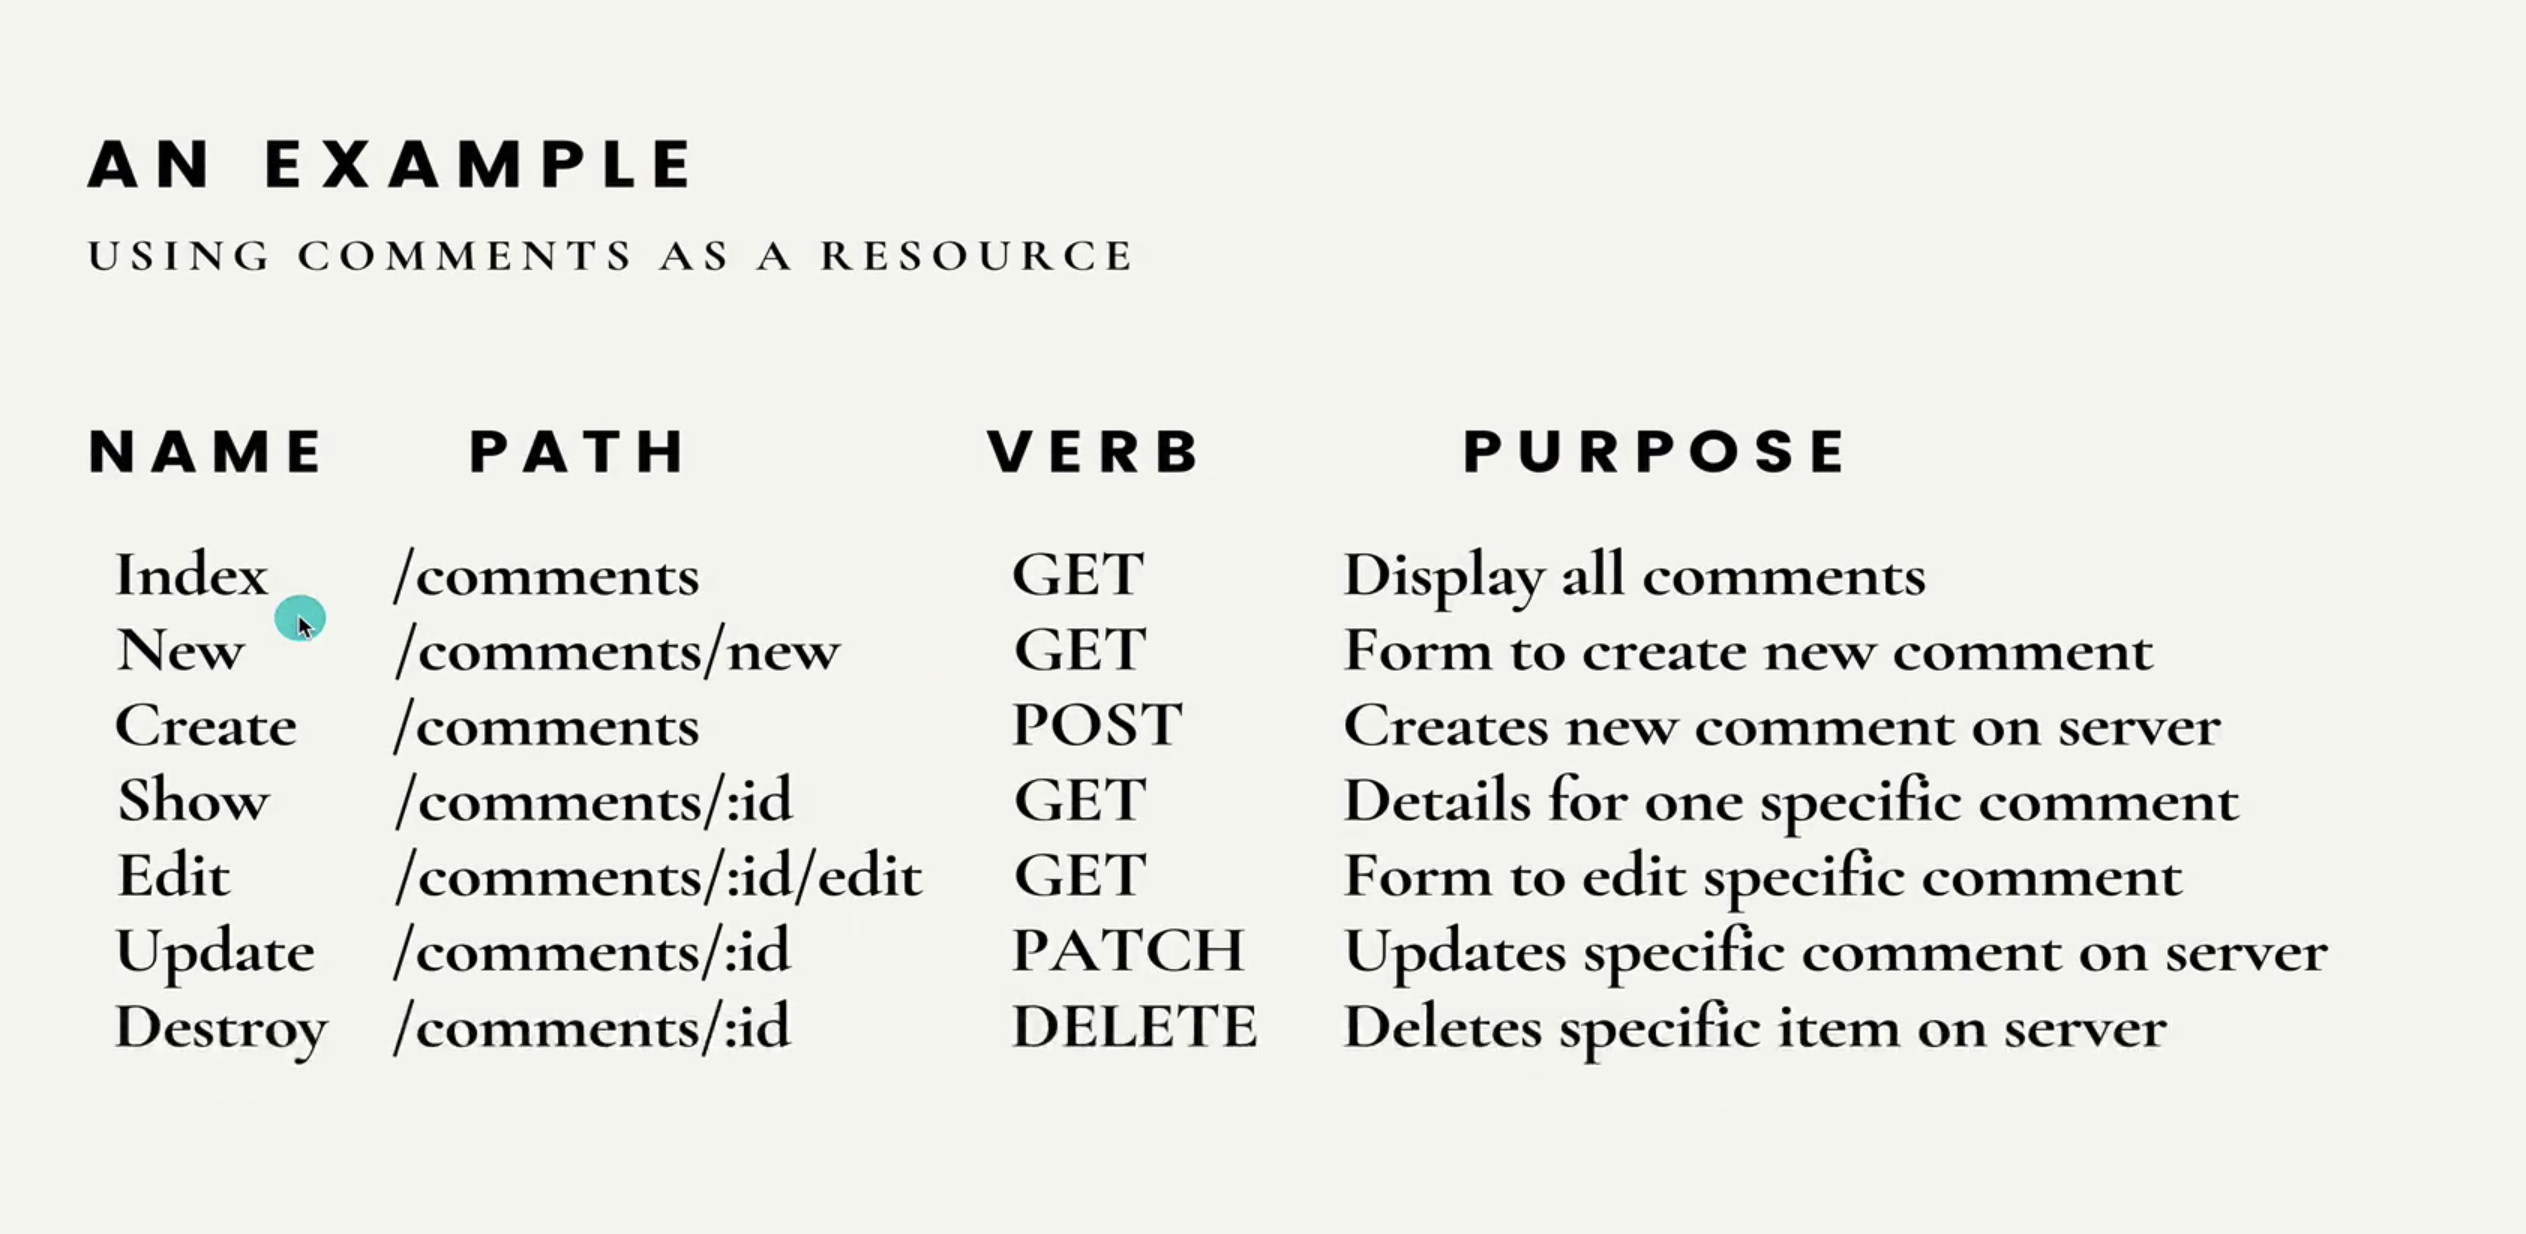 AN EXAMPLE
USING COMMENTS AS A RESOURCE
NAME PATH VERB PURPOSE
Index /comments GET Display all comments
New /comments/new GET Form to create new comment
Create /comments POST Creates new comment on server
Show /comments/:id GET Details for one specific comment
Edit /comments/:id/edit GET Form to edit specific comment
Update /comments/:id PATCH Updates specific comment on server
Destroy /comments/:id DELETE Deletes specific item on server